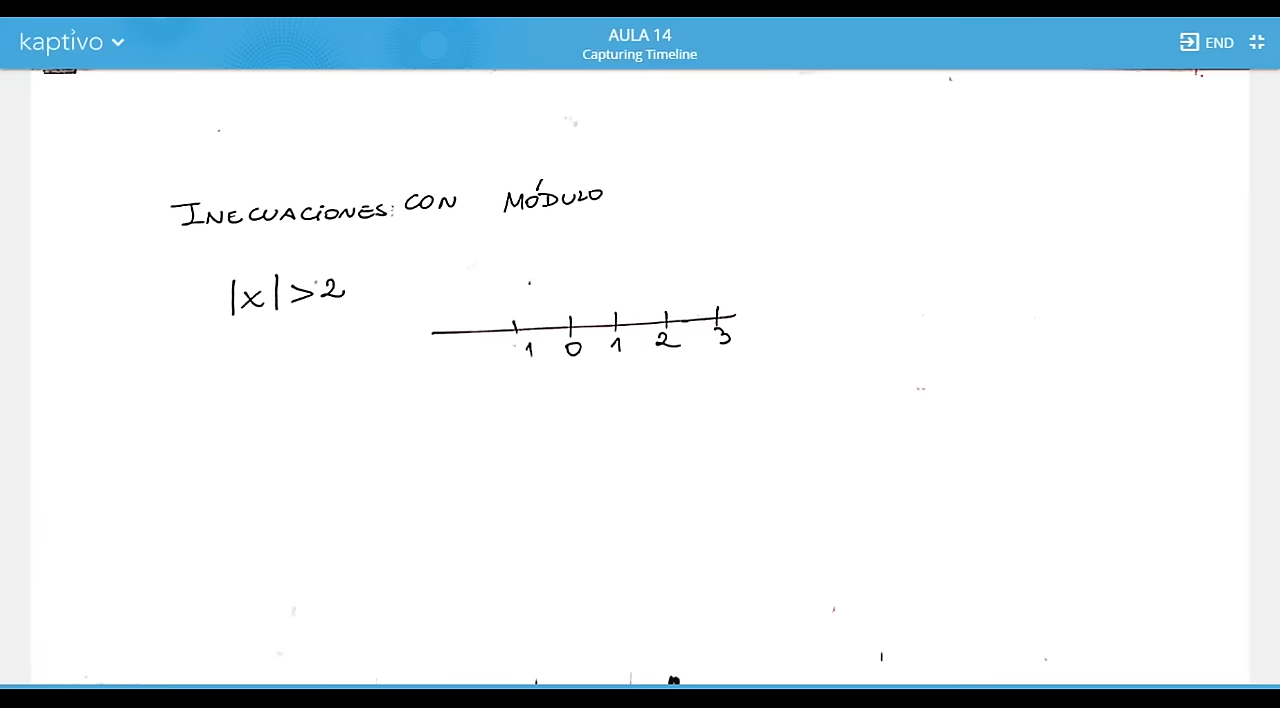 kaptivo
AULA 14
Capturing Timeline
END
INECUACIONES: CON MÓDULO
|x| > 2
1 0 1 2 3